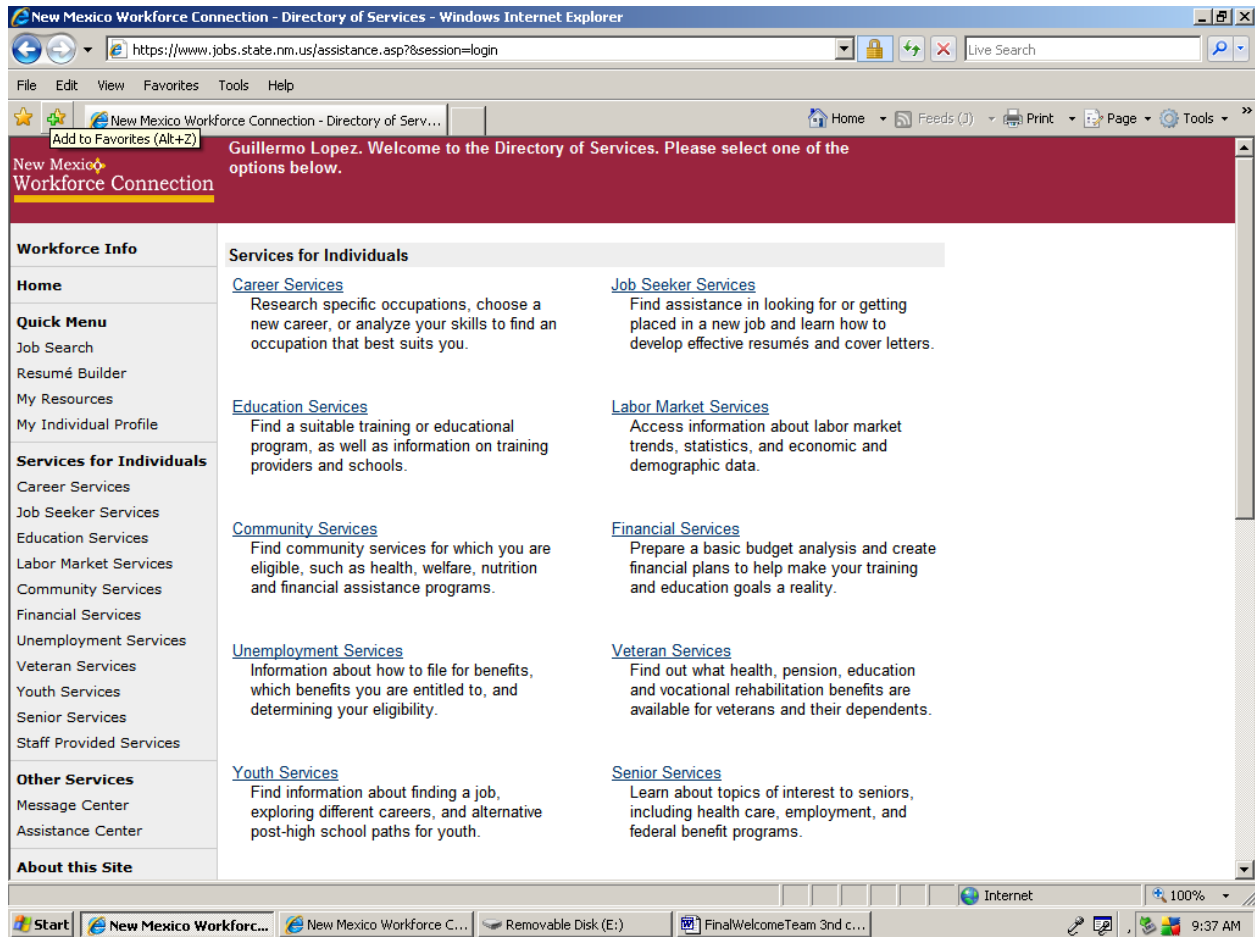 New Mexico Workforce Connection - Directory of Services - Windows Internet Explorer
https://www.jobs.state.nm.us/assistance.asp?&session=login
Live Search
File Edit View Favorites Tools Help
New Mexico Workforce Connection - Directory of Serv...
Home Feeds (J) Print Page Tools »
Add to Favorites (Alt+Z)
New Mexico
Workforce Connection
Guillermo Lopez. Welcome to the Directory of Services. Please select one of the
options below.
Workforce Info
Home
Quick Menu
Job Search
Resumé Builder
My Resources
My Individual Profile
Services for Individuals
Career Services
Job Seeker Services
Education Services
Labor Market Services
Community Services
Financial Services
Unemployment Services
Veteran Services
Youth Services
Senior Services
Staff Provided Services
Other Services
Message Center
Assistance Center
About this Site
Services for Individuals
Career Services
Research specific occupations, choose a
new career, or analyze your skills to find an
occupation that best suits you.
Job Seeker Services
Find assistance in looking for or getting
placed in a new job and learn how to
develop effective resumés and cover letters.
Education Services
Find a suitable training or educational
program, as well as information on training
providers and schools.
Labor Market Services
Access information about labor market
trends, statistics, and economic and
demographic data.
Community Services
Find community services for which you are
eligible, such as health, welfare, nutrition
and financial assistance programs.
Financial Services
Prepare a basic budget analysis and create
financial plans to help make your training
and education goals a reality.
Unemployment Services
Information about how to file for benefits,
which benefits you are entitled to, and
determining your eligibility.
Veteran Services
Find out what health, pension, education
and vocational rehabilitation benefits are
available for veterans and their dependents.
Youth Services
Find information about finding a job,
exploring different careers, and alternative
post-high school paths for youth.
Senior Services
Learn about topics of interest to seniors,
including health care, employment, and
federal benefit programs.
Internet 100%
Start New Mexico Workforc... New Mexico Workforce C... Removable Disk (E:) FinalWelcomeTeam 3nd c... , 9:37 AM